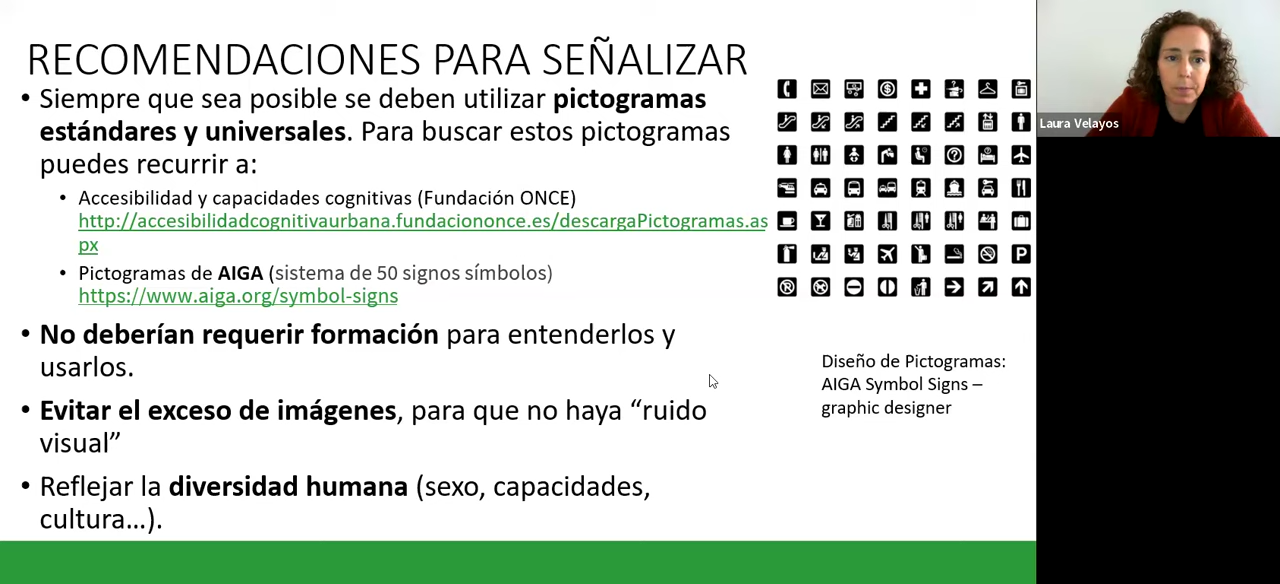 RECOMENDACIONES PARA SEÑALIZAR
• Siempre que sea posible se deben utilizar pictogramas
estándares y universales. Para buscar estos pictogramas
puedes recurrir a:
• Accesibilidad y capacidades cognitivas (Fundación ONCE)
http://accesibilidadcognitivaurbana.fundaciononce.es/descargaPictogramas.as
px
• Pictogramas de AIGA (sistema de 50 signos símbolos)
https://www.aiga.org/symbol-signs
• No deberían requerir formación para entenderlos y
usarlos.
• Evitar el exceso de imágenes, para que no haya “ruido
visual”
• Reflejar la diversidad humana (sexo, capacidades,
cultura…).
Diseño de Pictogramas:
AIGA Symbol Signs –
graphic designer
Laura Velayos